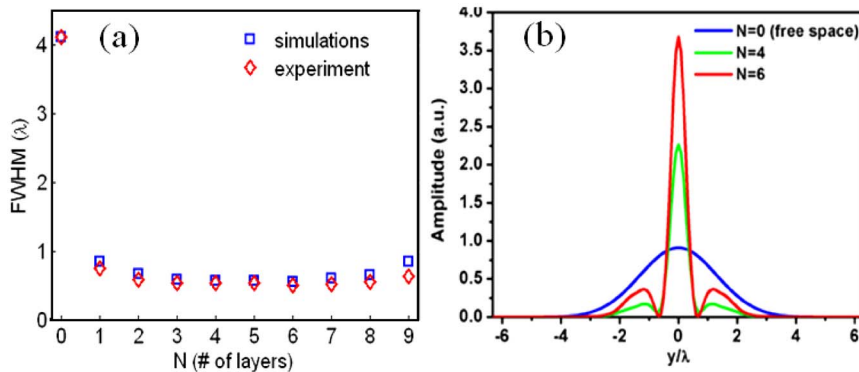 (a)
simulations
experiment
FWHM (λ)
4
3
2
1
0
0 1 2 3 4 5 6 7 8 9
N (# of layers)
(b)
N=0 (free space)
N=4
N=6
Amplitude (a.u.)
4.0
3.5
3.0
2.5
2.0
1.5
1.0
0.5
0.0
-6 -4 -2 0 2 4 6
y/λ